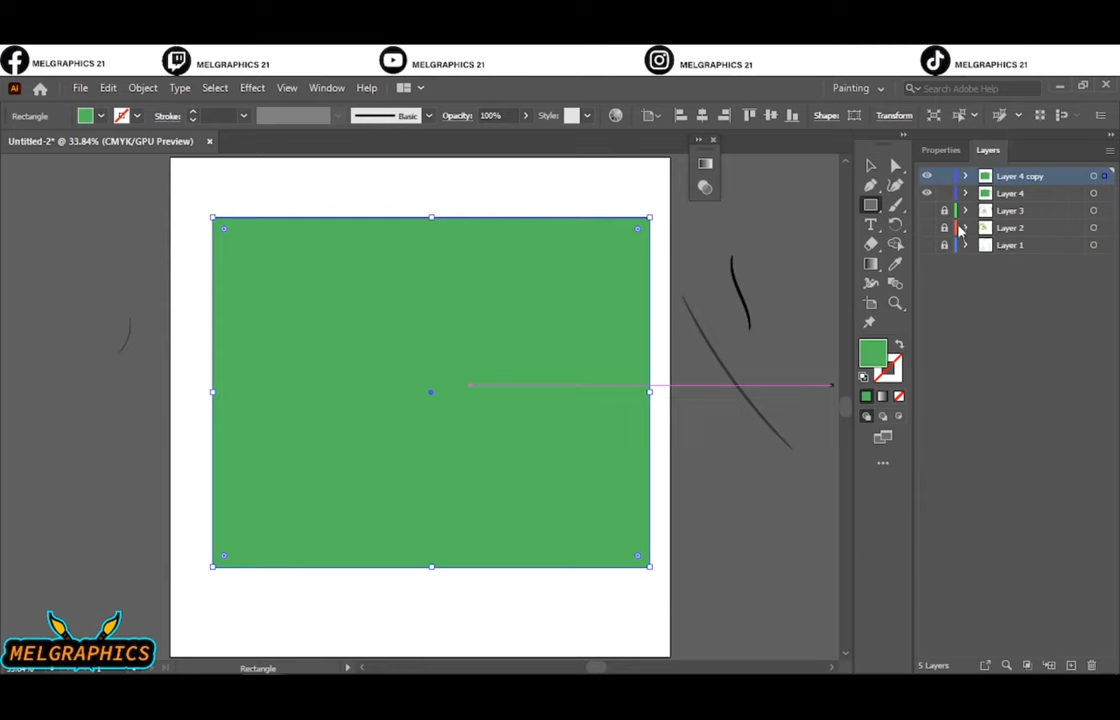 MELGRAPHICS 21
MELGRAPHICS 21
MELGRAPHICS 21
MELGRAPHICS 21
MELGRAPHICS 21
Ai File Edit Object Type Select Effect View Window Help Painting Search Adobe Help
Rectangle Stroke: Basic Opacity: 100% Style: Shape: Transform
Untitled-2* @ 33.84% (CMYK/GPU Preview)
Properties Layers
Layer 4 copy
Layer 4
Layer 3
Layer 2
Layer 1
MELGRAPHICS
Rectangle
5 Layers